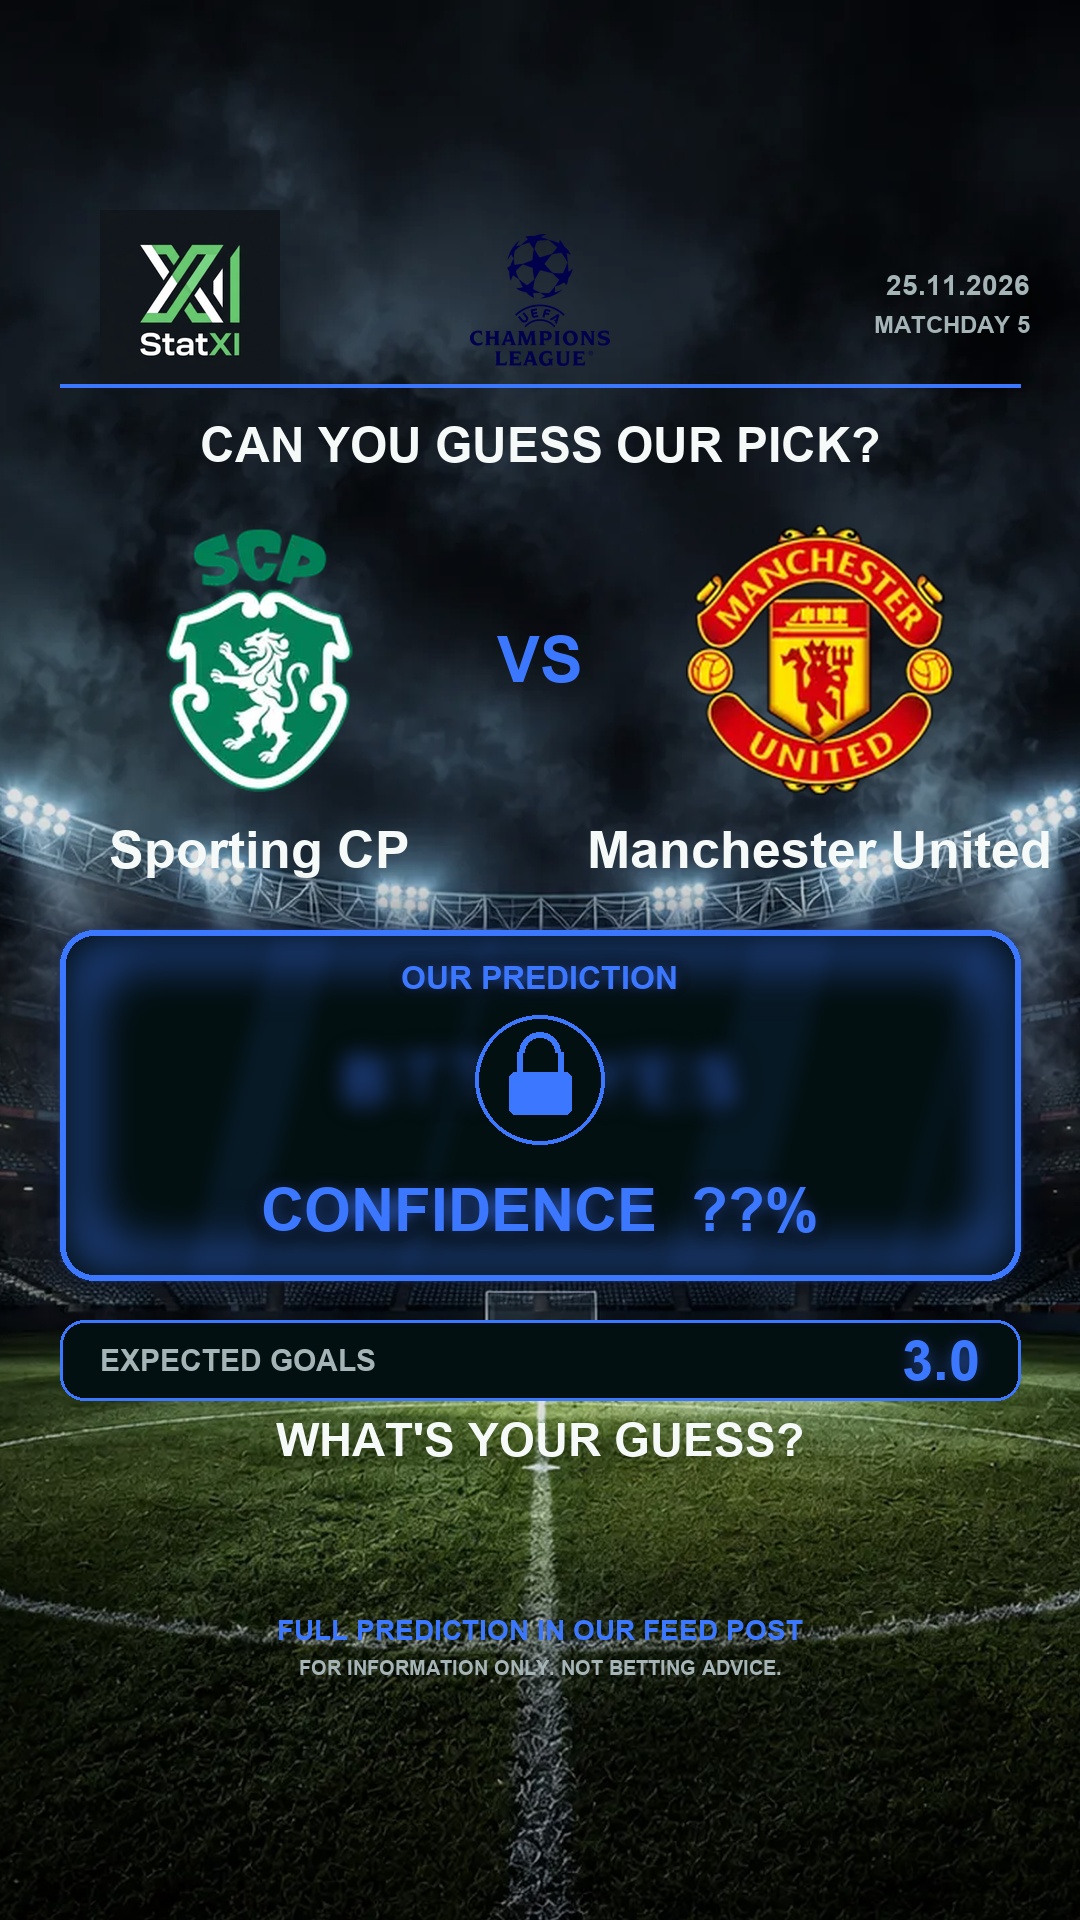 StatXI
UEFA
CHAMPIONS
LEAGUE
25.11.2026
MATCHDAY 5
CAN YOU GUESS OUR PICK?
SCP
VS
MANCHESTER
UNITED
Sporting CP
Manchester United
OUR PREDICTION
CONFIDENCE ??%
EXPECTED GOALS
3.0
WHAT'S YOUR GUESS?
FULL PREDICTION IN OUR FEED POST
FOR INFORMATION ONLY. NOT BETTING ADVICE.